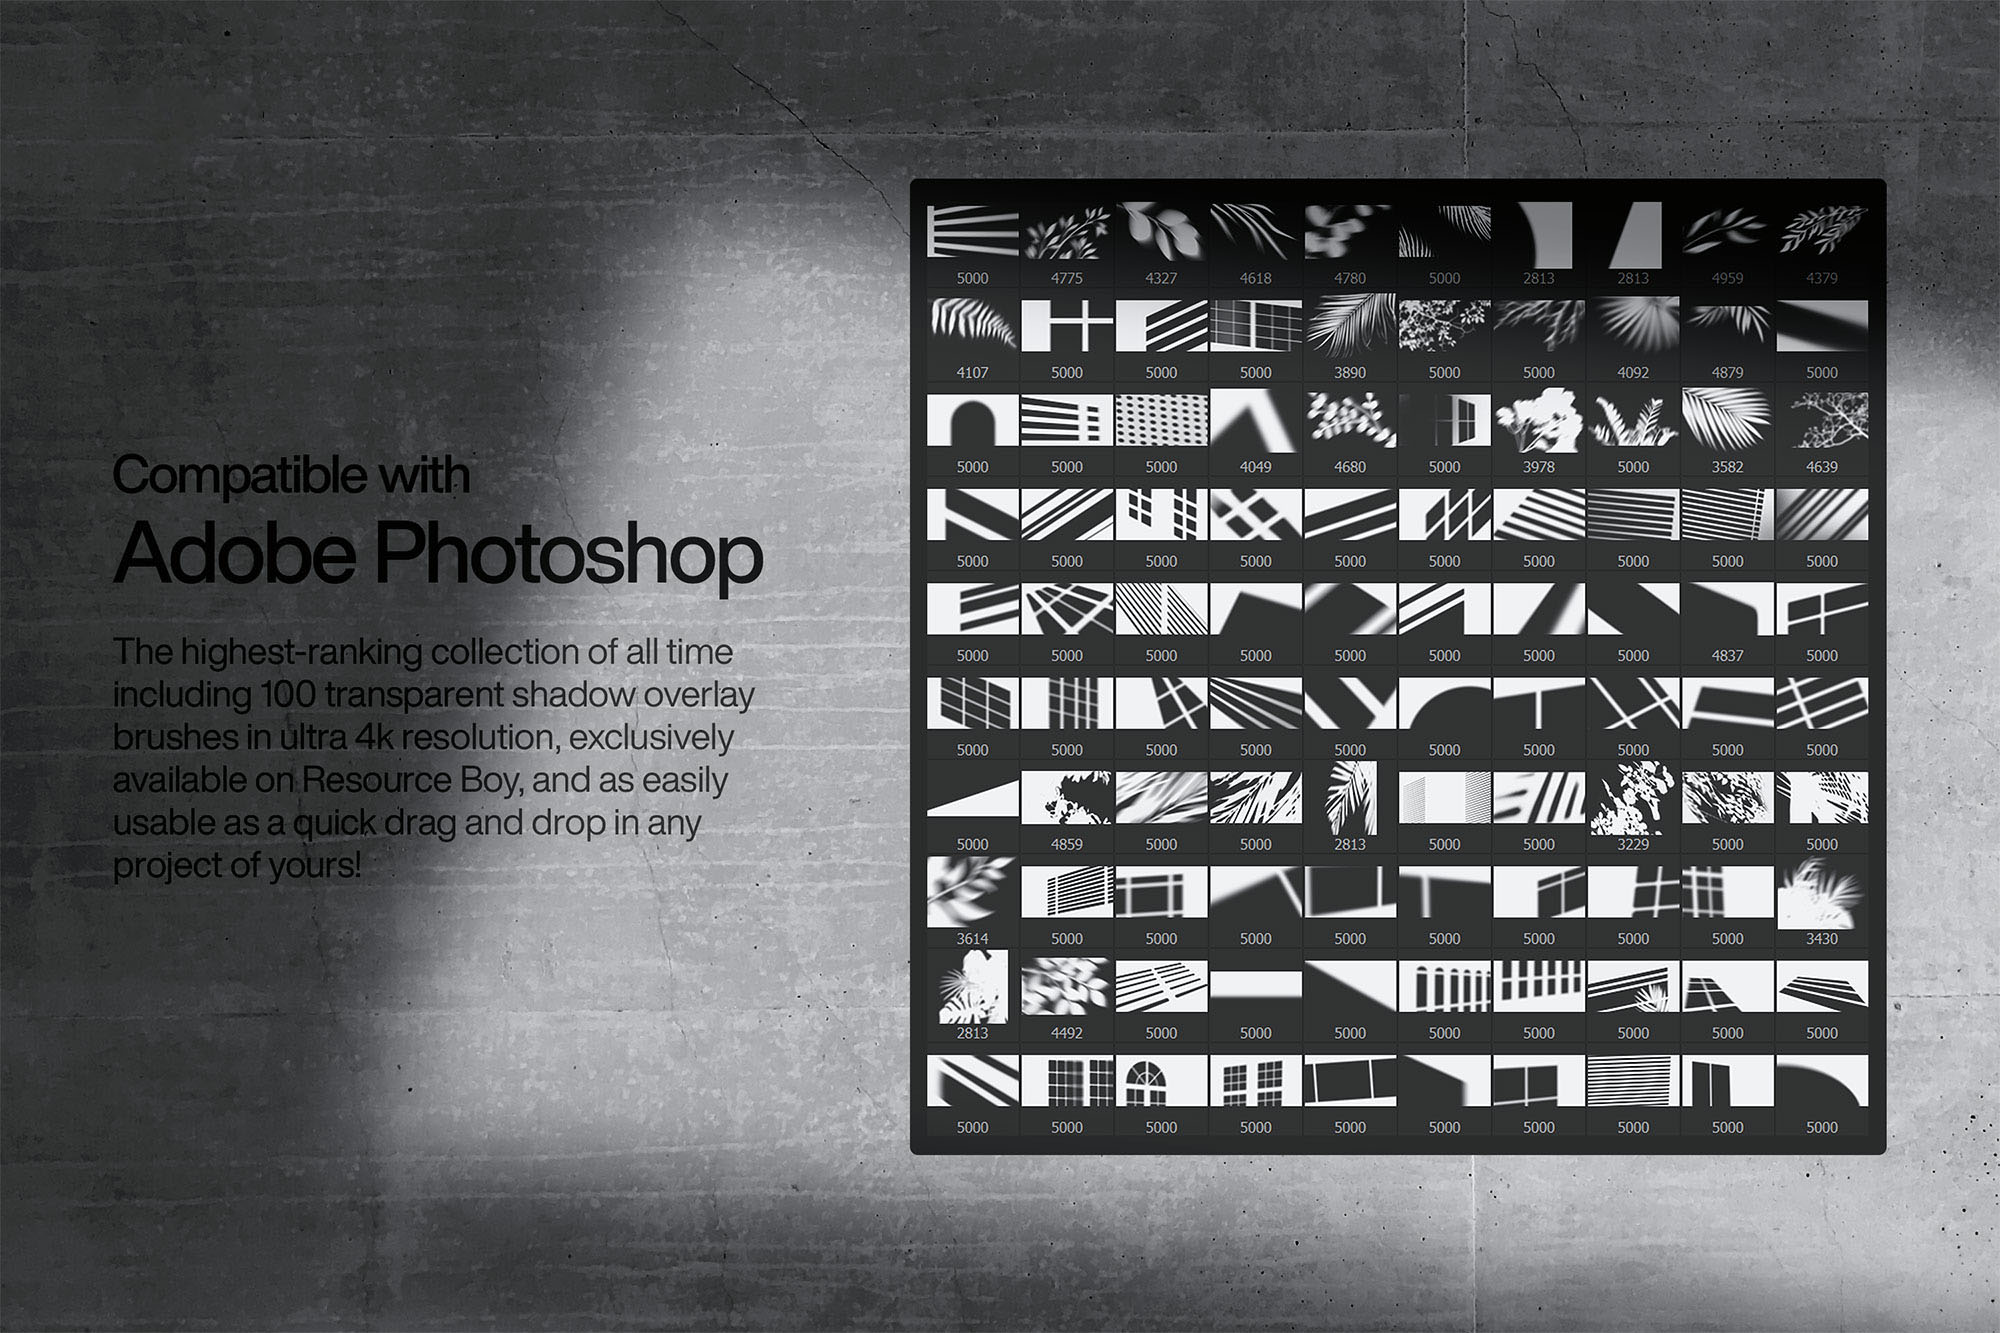 Compatible with
Adobe Photoshop
The highest-ranking collection of all time
including 100 transparent shadow overlay
brushes in ultra 4k resolution, exclusively
available on Resource Boy, and as easily
usable as a quick drag and drop in any
project of yours!
5000 4775 4327 4618 4780 5000 2813 2813 4959 4379
4107 5000 5000 5000 3890 5000 5000 4092 4879 5000
5000 5000 5000 4049 4680 5000 3978 5000 3582 4639
5000 5000 5000 5000 5000 5000 5000 5000 5000 5000
5000 5000 5000 5000 5000 5000 5000 5000 4837 5000
5000 5000 5000 5000 5000 5000 5000 5000 5000 5000
5000 4859 5000 5000 2813 5000 5000 3229 5000 5000
3614 5000 5000 5000 5000 5000 5000 5000 5000 3430
2813 4492 5000 5000 5000 5000 5000 5000 5000 5000
5000 5000 5000 5000 5000 5000 5000 5000 5000 5000